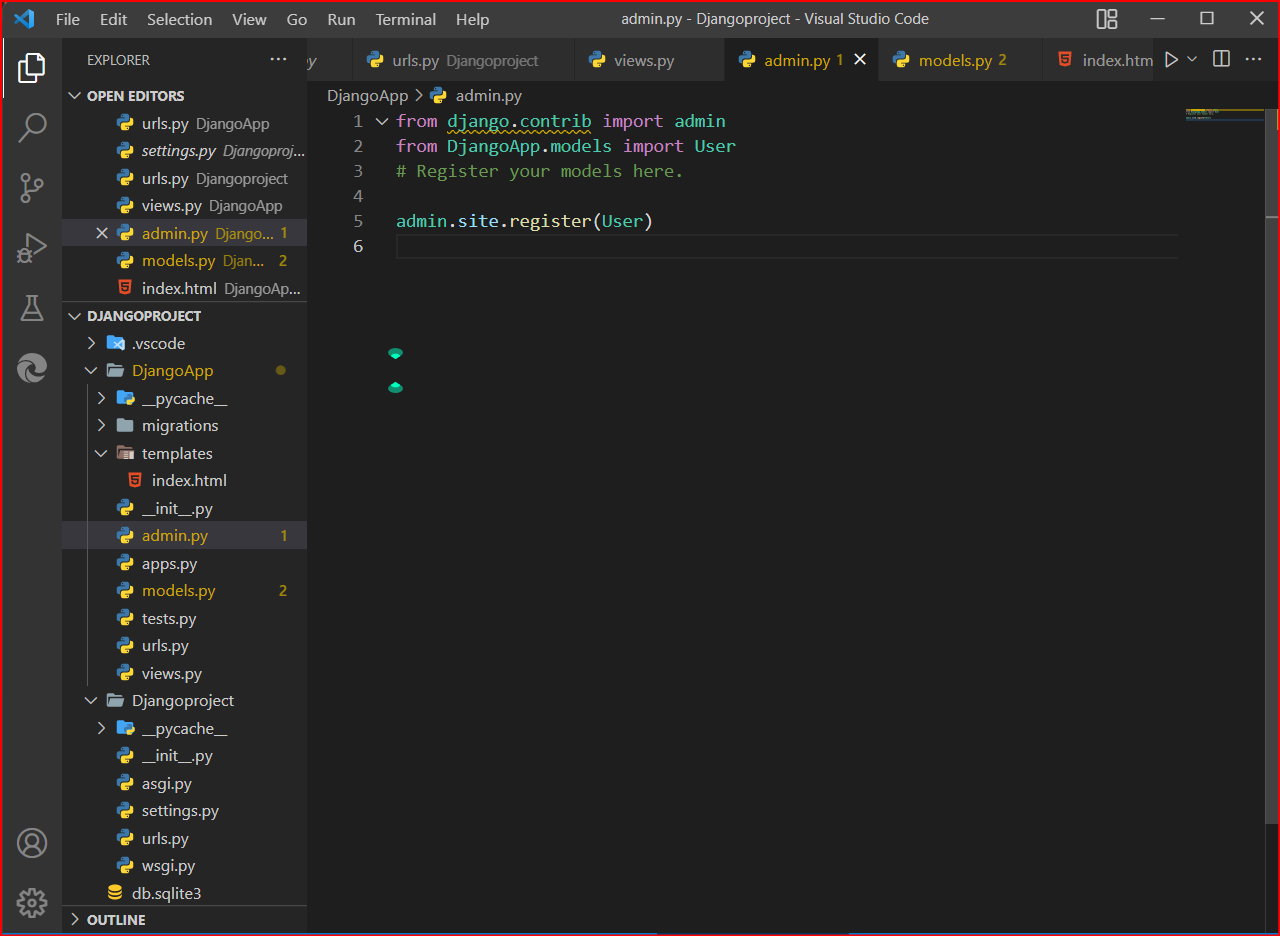 File Edit Selection View Go Run Terminal Help admin.py - Djangoproject - Visual Studio Code
EXPLORER ···
urls.py Djangoproject views.py admin.py 1 models.py 2 index.htm ···
OPEN EDITORS
urls.py DjangoApp
settings.py Djangoproj...
urls.py Djangoproject
views.py DjangoApp
admin.py Django... 1
models.py Djan... 2
index.html DjangoAp...
DJANGOPROJECT
.vscode
DjangoApp
__pycache__
migrations
templates
index.html
__init__.py
admin.py 1
apps.py
models.py 2
tests.py
urls.py
views.py
Djangoproject
__pycache__
__init__.py
asgi.py
settings.py
urls.py
wsgi.py
db.sqlite3
OUTLINE
DjangoApp > admin.py
1 from django.contrib import admin
2 from DjangoApp.models import User
3 # Register your models here.
4
5 admin.site.register(User)
6